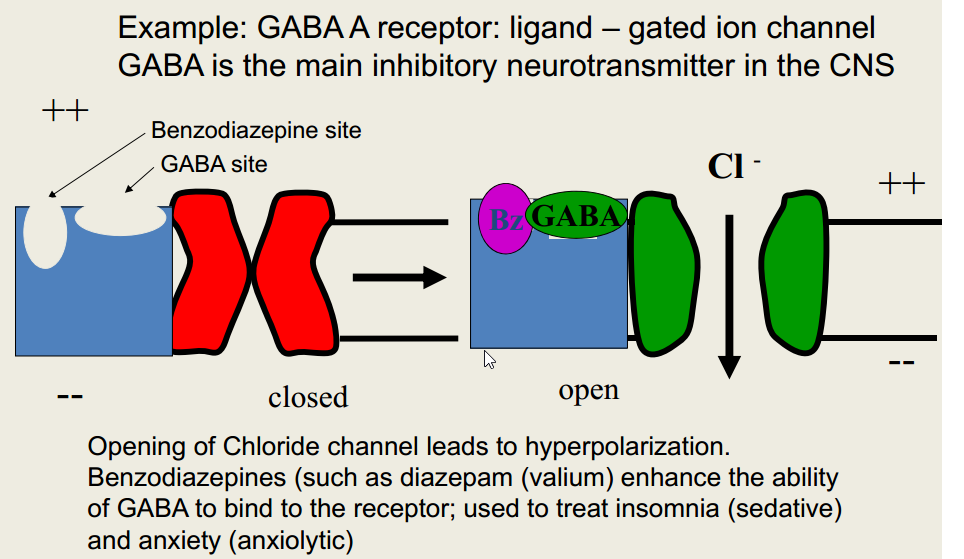 Example: GABA A receptor: ligand – gated ion channel
GABA is the main inhibitory neurotransmitter in the CNS
++
Benzodiazepine site
GABA site
Cl -
++
Bz
GABA
--
closed
open
--
Opening of Chloride channel leads to hyperpolarization.
Benzodiazepines (such as diazepam (valium) enhance the ability
of GABA to bind to the receptor; used to treat insomnia (sedative)
and anxiety (anxiolytic)